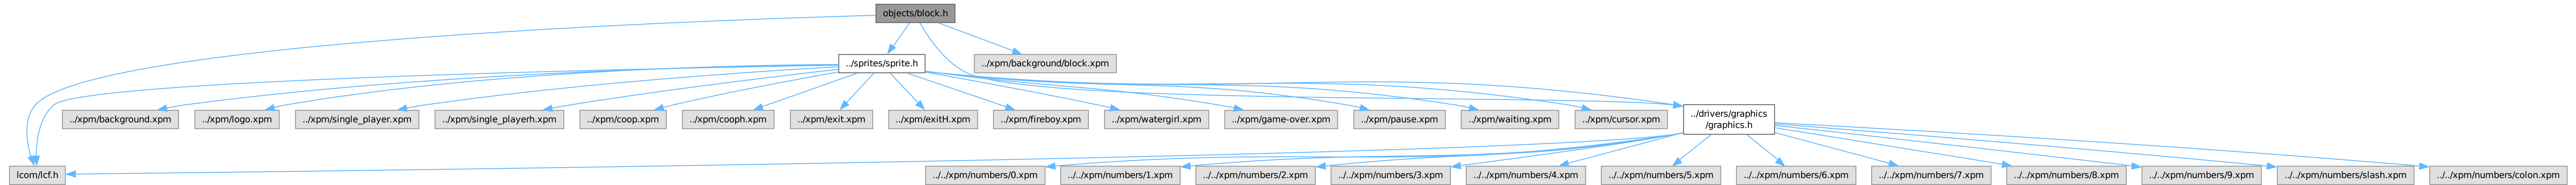 objects/block.h
../sprites/sprite.h
../xpm/background/block.xpm
../xpm/background.xpm
../xpm/logo.xpm
../xpm/single_player.xpm
../xpm/single_playerh.xpm
../xpm/coop.xpm
../xpm/cooph.xpm
../xpm/exit.xpm
../xpm/exitH.xpm
../xpm/fireboy.xpm
../xpm/watergirl.xpm
../xpm/game-over.xpm
../xpm/pause.xpm
../xpm/waiting.xpm
../xpm/cursor.xpm
../drivers/graphics
/graphics.h
lcom/lcf.h
../../xpm/numbers/0.xpm
../../xpm/numbers/1.xpm
../../xpm/numbers/2.xpm
../../xpm/numbers/3.xpm
../../xpm/numbers/4.xpm
../../xpm/numbers/5.xpm
../../xpm/numbers/6.xpm
../../xpm/numbers/7.xpm
../../xpm/numbers/8.xpm
../../xpm/numbers/9.xpm
../../xpm/numbers/slash.xpm
../../xpm/numbers/colon.xpm